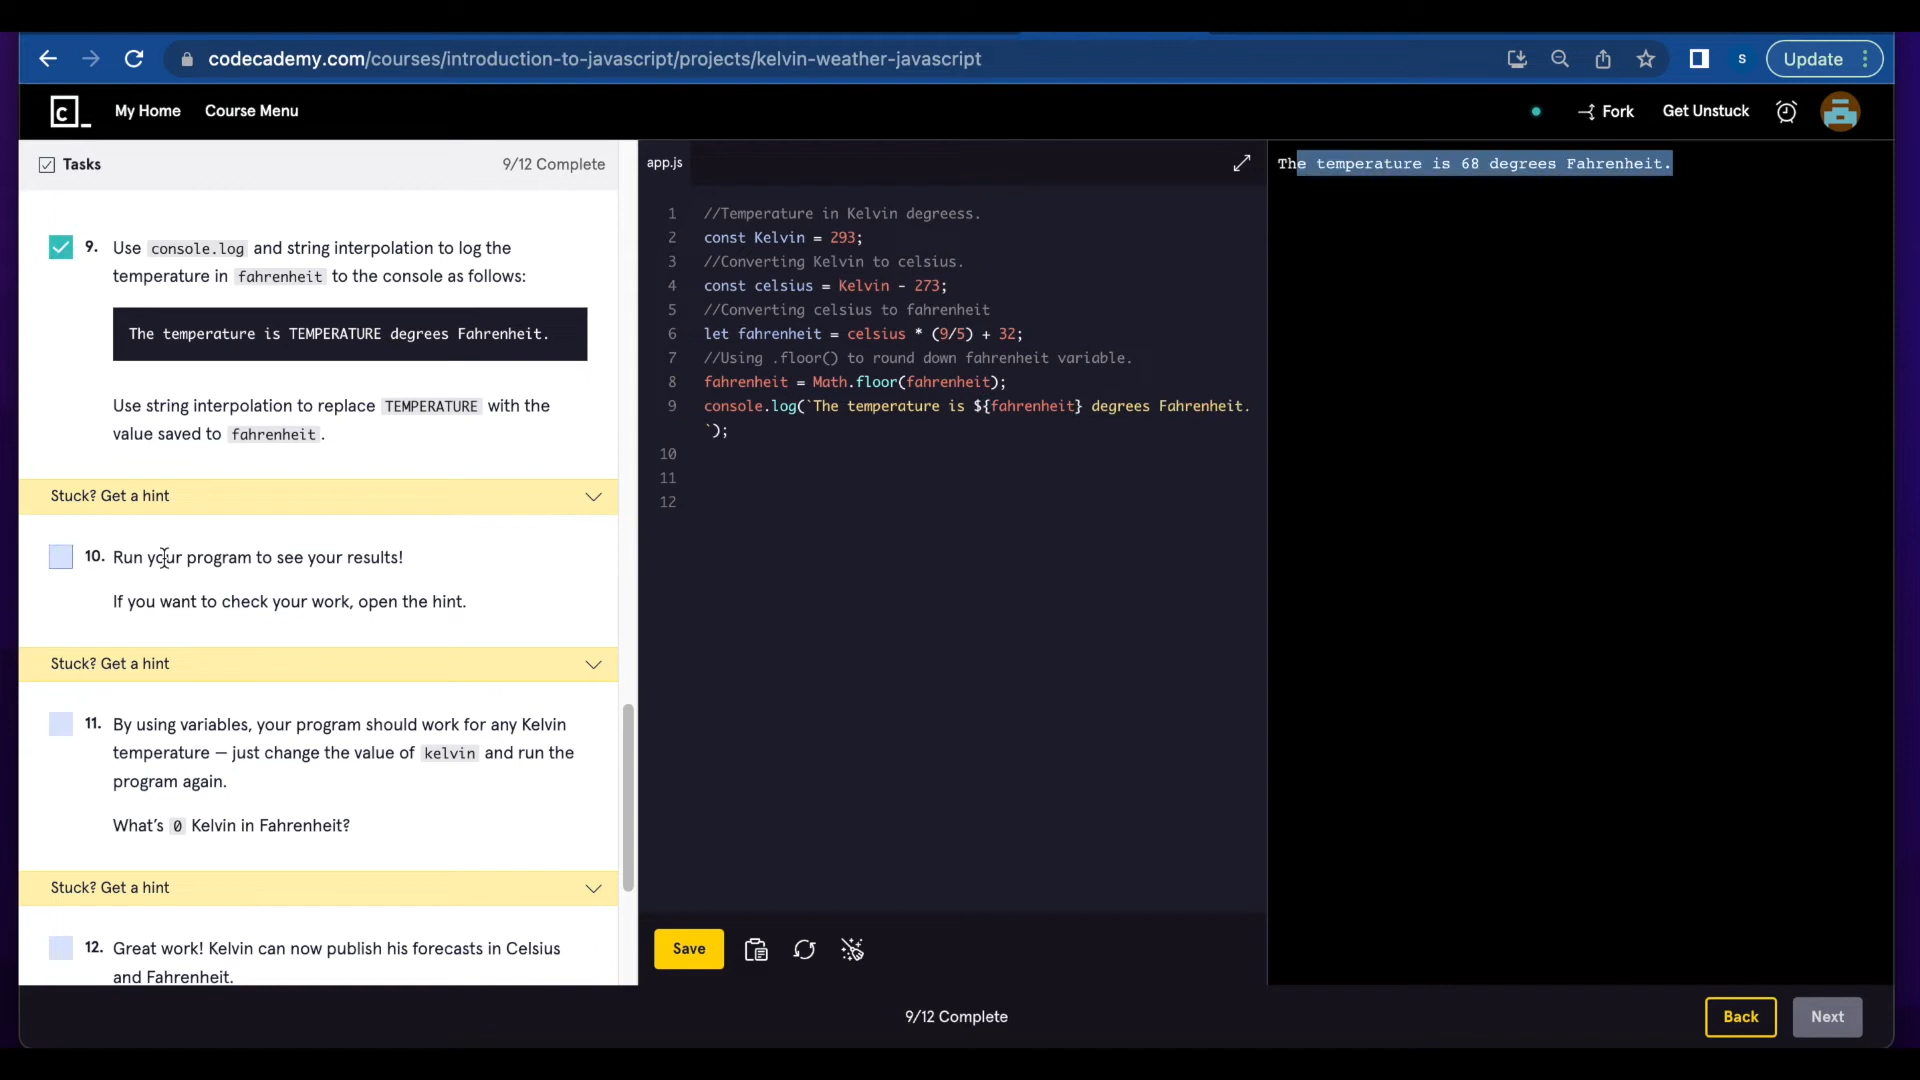 codecademy.com/courses/introduction-to-javascript/projects/kelvin-weather-javascript
S
Update
C_
My Home
Course Menu
Fork
Get Unstuck
Tasks
9/12 Complete
9. Use console.log and string interpolation to log the
temperature in fahrenheit to the console as follows:
The temperature is TEMPERATURE degrees Fahrenheit.
Use string interpolation to replace TEMPERATURE with the
value saved to fahrenheit.
Stuck? Get a hint
10. Run your program to see your results!
If you want to check your work, open the hint.
Stuck? Get a hint
11. By using variables, your program should work for any Kelvin
temperature — just change the value of kelvin and run the
program again.
What's 0 Kelvin in Fahrenheit?
Stuck? Get a hint
12. Great work! Kelvin can now publish his forecasts in Celsius
and Fahrenheit.
app.js
1 //Temperature in Kelvin degreess.
2 const Kelvin = 293;
3 //Converting Kelvin to celsius.
4 const celsius = Kelvin - 273;
5 //Converting celsius to fahrenheit
6 let fahrenheit = celsius * (9/5) + 32;
7 //Using .floor() to round down fahrenheit variable.
8 fahrenheit = Math.floor(fahrenheit);
9 console.log(`The temperature is ${fahrenheit} degrees Fahrenheit.
`);
10
11
12
Save
The temperature is 68 degrees Fahrenheit.
9/12 Complete
Back
Next